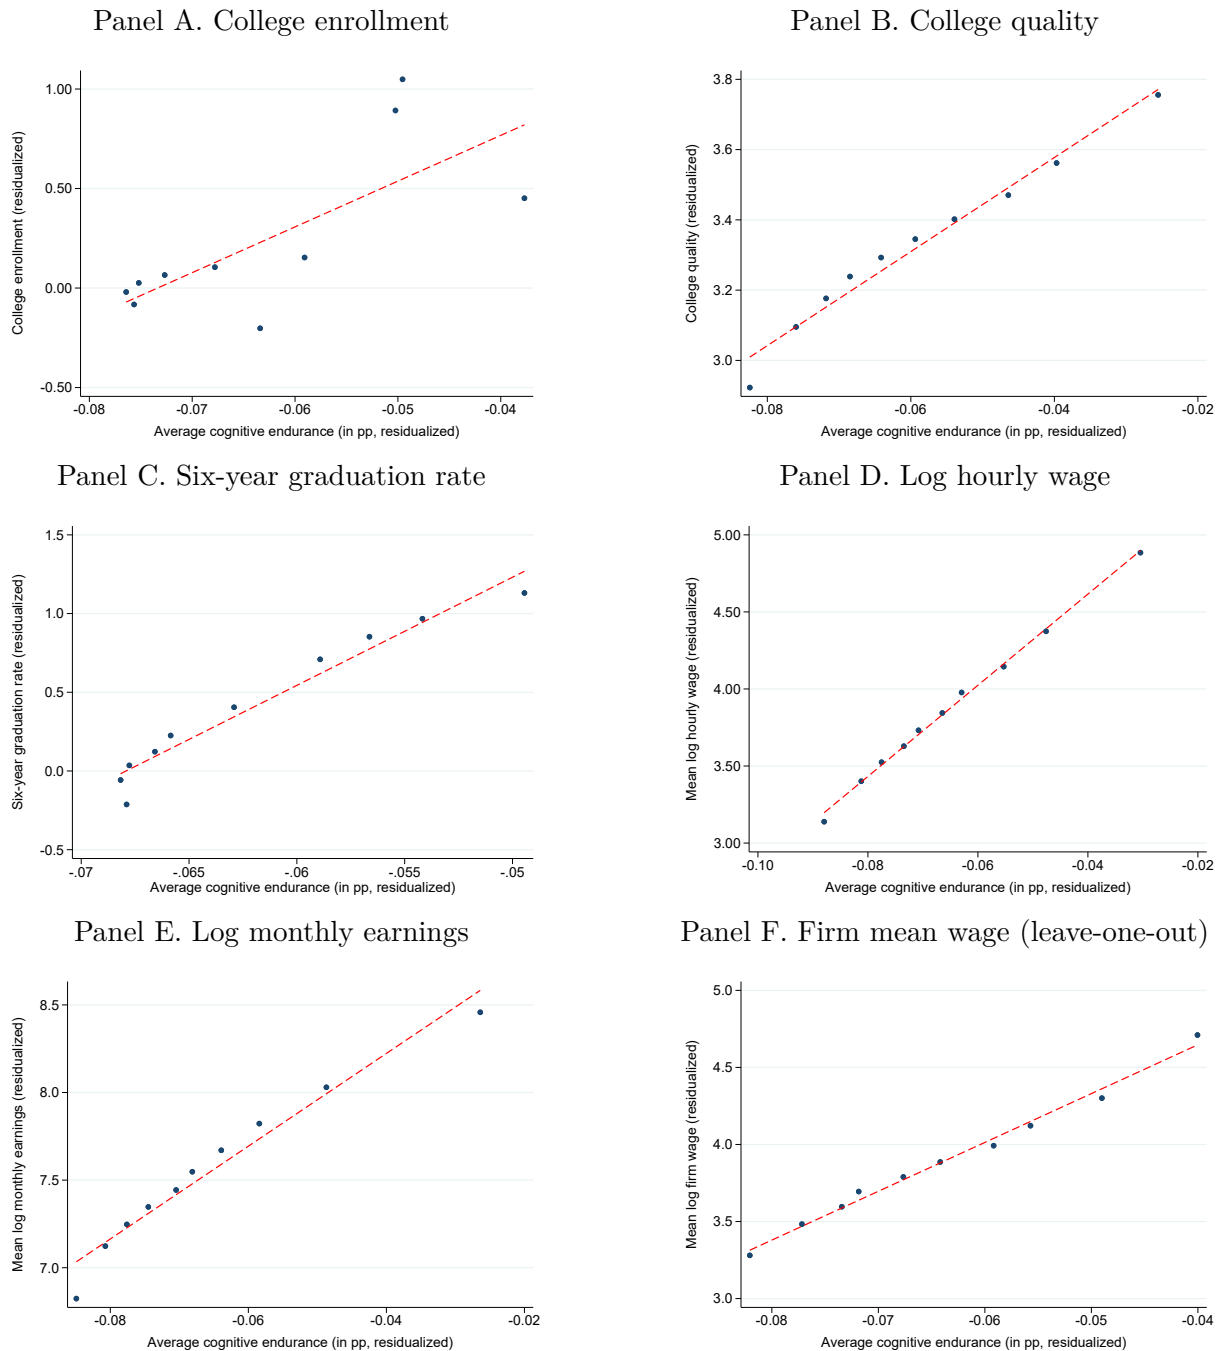 Panel A. College enrollment
College enrollment (residualized)
1.00
0.50
0.00
-0.50
-0.08 -0.07 -0.06 -0.05 -0.04
Average cognitive endurance (in pp, residualized)
Panel B. College quality
College quality (residualized)
3.8
3.6
3.4
3.2
3.0
-0.08 -0.06 -0.04 -0.02
Average cognitive endurance (in pp, residualized)
Panel C. Six-year graduation rate
Six-year graduation rate (residualized)
1.5
1.0
0.5
0.0
-0.5
-.07 -.065 -.06 -.055 -.05
Average cognitive endurance (in pp, residualized)
Panel D. Log hourly wage
Mean log hourly wage (residualized)
5.00
4.50
4.00
3.50
3.00
-0.10 -0.08 -0.06 -0.04 -0.02
Average cognitive endurance (in pp, residualized)
Panel E. Log monthly earnings
Mean log monthly earnings (residualized)
8.5
8.0
7.5
7.0
-0.08 -0.06 -0.04 -0.02
Average cognitive endurance (in pp, residualized)
Panel F. Firm mean wage (leave-one-out)
Mean log firm wage (residualized)
5.0
4.5
4.0
3.5
3.0
-0.08 -0.07 -0.06 -0.05 -0.04
Average cognitive endurance (in pp, residualized)